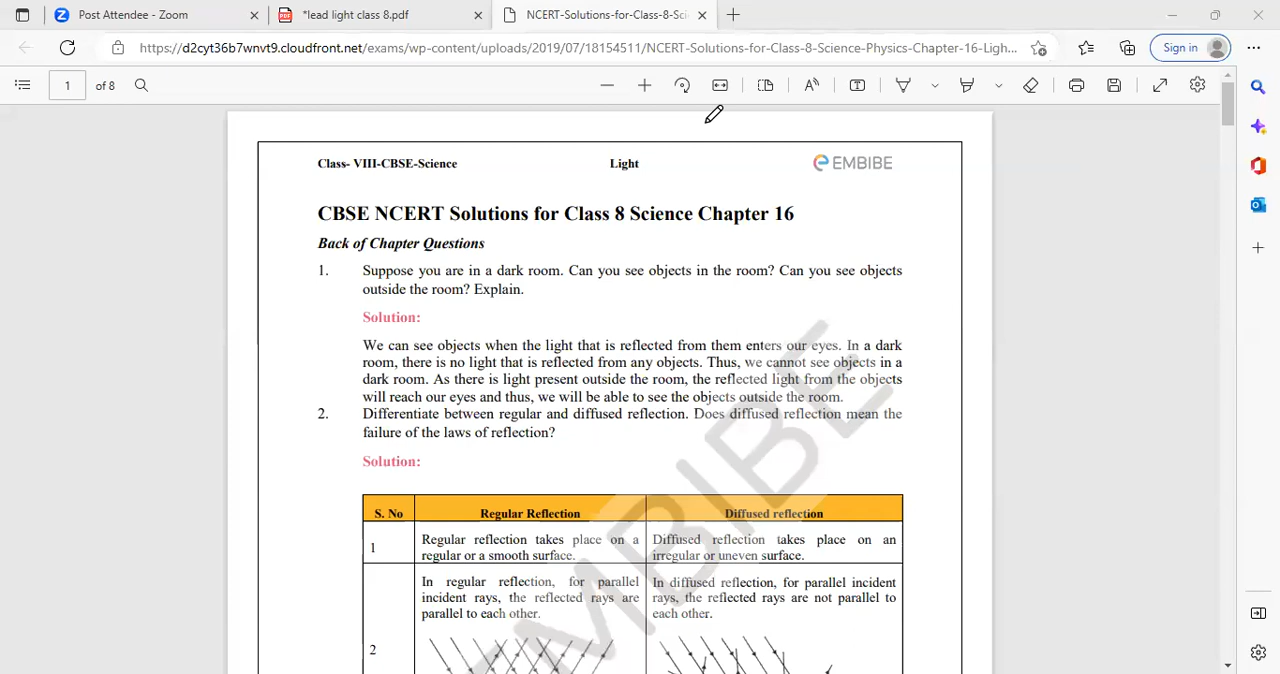 Post Attendee - Zoom
*lead light class 8.pdf
NCERT-Solutions-for-Class-8-Sci
https://d2cyt36b7wnvt9.cloudfront.net/exams/wp-content/uploads/2019/07/18154511/NCERT-Solutions-for-Class-8-Science-Physics-Chapter-16-Ligh...
Sign in
1 of 8
Class- VIII-CBSE-Science Light EMBIBE
CBSE NCERT Solutions for Class 8 Science Chapter 16
Back of Chapter Questions
1. Suppose you are in a dark room. Can you see objects in the room? Can you see objects
outside the room? Explain.
Solution:
We can see objects when the light that is reflected from them enters our eyes. In a dark
room, there is no light that is reflected from any objects. Thus, we cannot see objects in a
dark room. As there is light present outside the room, the reflected light from the objects
will reach our eyes and thus, we will be able to see the objects outside the room.
2. Differentiate between regular and diffused reflection. Does diffused reflection mean the
failure of the laws of reflection?
Solution:
S. No Regular Reflection Diffused reflection
1
Regular reflection takes place on a
regular or a smooth surface.
Diffused reflection takes place on an
irregular or uneven surface.
2
In regular reflection, for parallel
incident rays, the reflected rays are
parallel to each other.
In diffused reflection, for parallel incident
rays, the reflected rays are not parallel to
each other.
EMBIBE